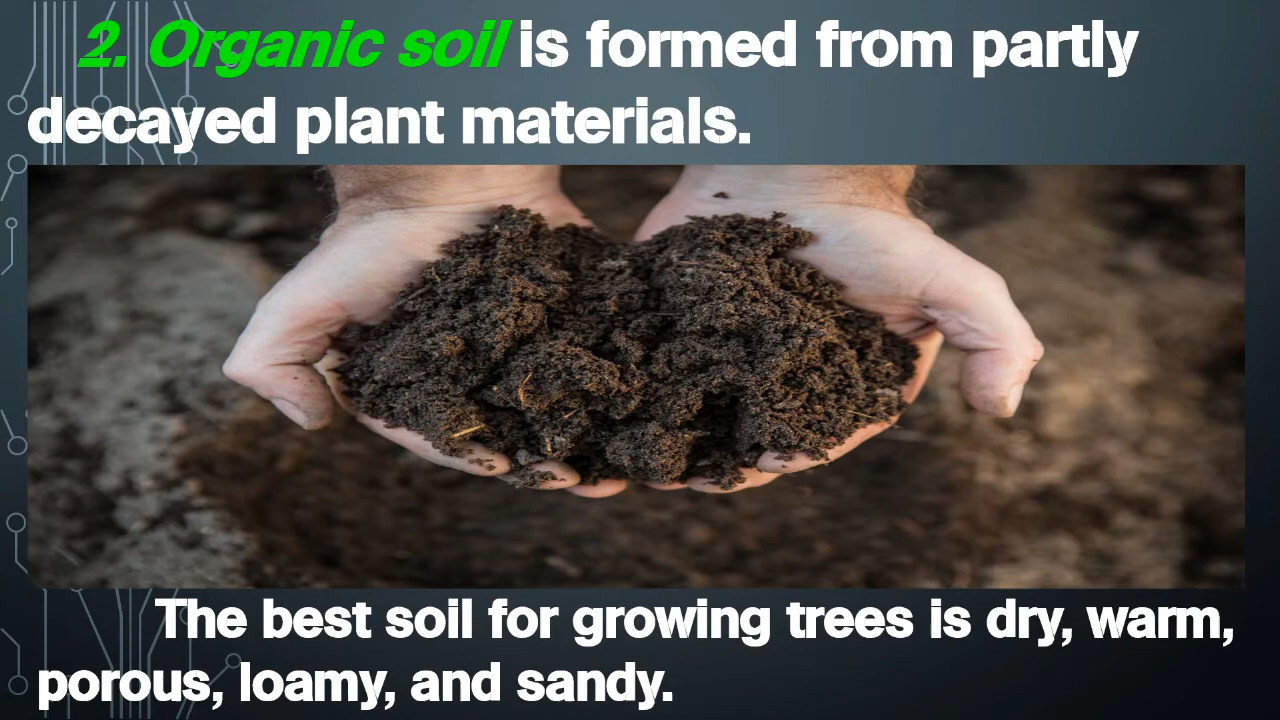 2. Organic soil is formed from partly
decayed plant materials.
The best soil for growing trees is dry, warm,
porous, loamy, and sandy.